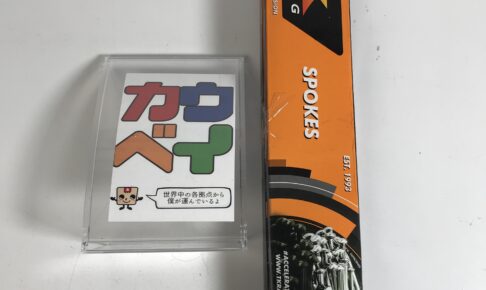 カウ
ベイ
世界中の各拠点から
僕が運んでいるよ
G
SPOKES
EST. 1993